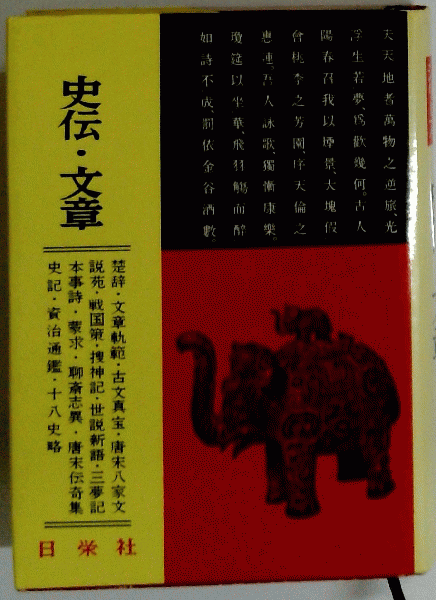 夫天地者萬物之逆旅、光
浮生若夢、爲歡幾何。古人
陽春召我以煙景、大塊假
會桃李之芳園、序天倫之
惠連。吾人詠歌、獨慚康樂。
瓊筵以坐華、飛羽觴而醉
如詩不成、罰依金谷酒數。
史伝・文章
楚辞・文章軌範・古文真宝・唐宋八家文
説苑・戦国策・捜神記・世説新語・三夢記
本事詩・蒙求・聊斎志異・唐宋伝奇集
史記・資治通鑑・十八史略
日栄社